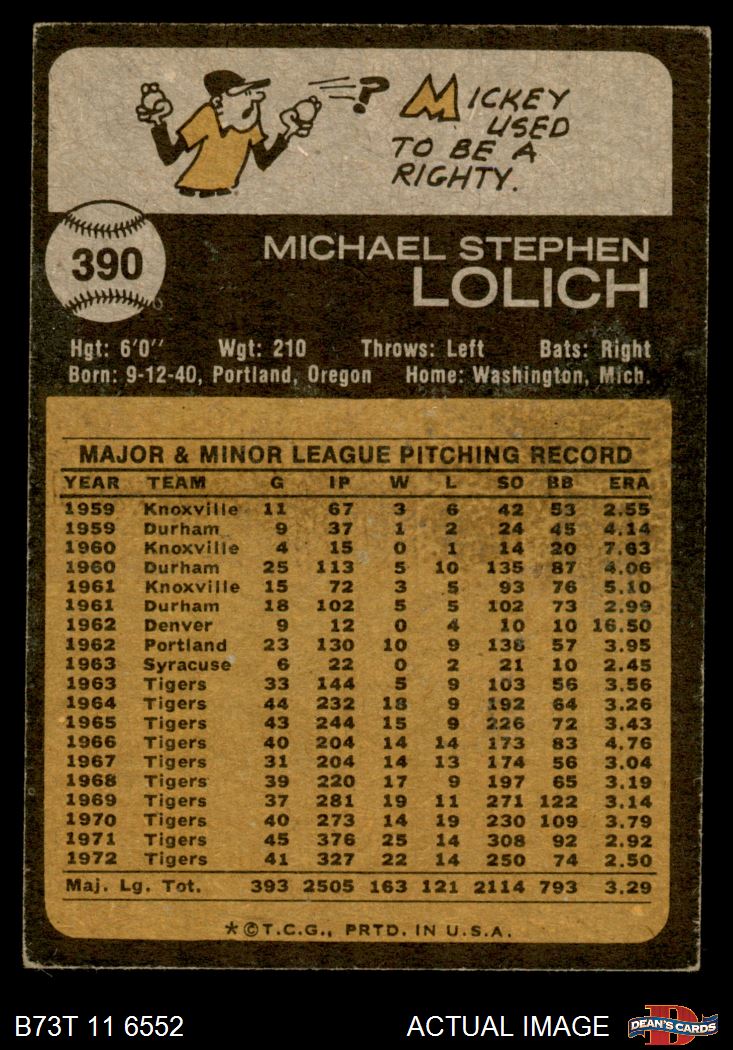 ?
MICKEY
USED
TO BE A
RIGHTY.
390
MICHAEL STEPHEN
LOLICH
Hgt: 6'0" Wgt: 210 Throws: Left Bats: Right
Born: 9-12-40, Portland, Oregon Home: Washington, Mich.
MAJOR & MINOR LEAGUE PITCHING RECORD
YEAR TEAM G IP W L SO BB ERA
1959 Knoxville 11 67 3 6 42 53 2.55
1959 Durham 9 37 1 2 24 45 4.14
1960 Knoxville 4 15 0 1 14 20 7.63
1960 Durham 25 113 5 10 135 87 4.06
1961 Knoxville 15 72 3 5 93 76 5.10
1961 Durham 18 102 5 5 102 73 2.99
1962 Denver 9 12 0 4 10 10 16.50
1962 Portland 23 130 10 9 138 57 3.95
1963 Syracuse 6 22 0 2 21 10 2.45
1963 Tigers 33 144 5 9 103 56 3.56
1964 Tigers 44 232 18 9 192 64 3.26
1965 Tigers 43 244 15 9 226 72 3.43
1966 Tigers 40 204 14 14 173 83 4.76
1967 Tigers 31 204 14 13 174 56 3.04
1968 Tigers 39 220 17 9 197 65 3.19
1969 Tigers 37 281 19 11 271 122 3.14
1970 Tigers 40 273 14 19 230 109 3.79
1971 Tigers 45 376 25 14 308 92 2.92
1972 Tigers 41 327 22 14 250 74 2.50
Maj. Lg. Tot. 393 2505 163 121 2114 793 3.29
*©T.C.G., PRTD. IN U.S.A.
B73T 11 6552 ACTUAL IMAGE D DEAN'S CARDS